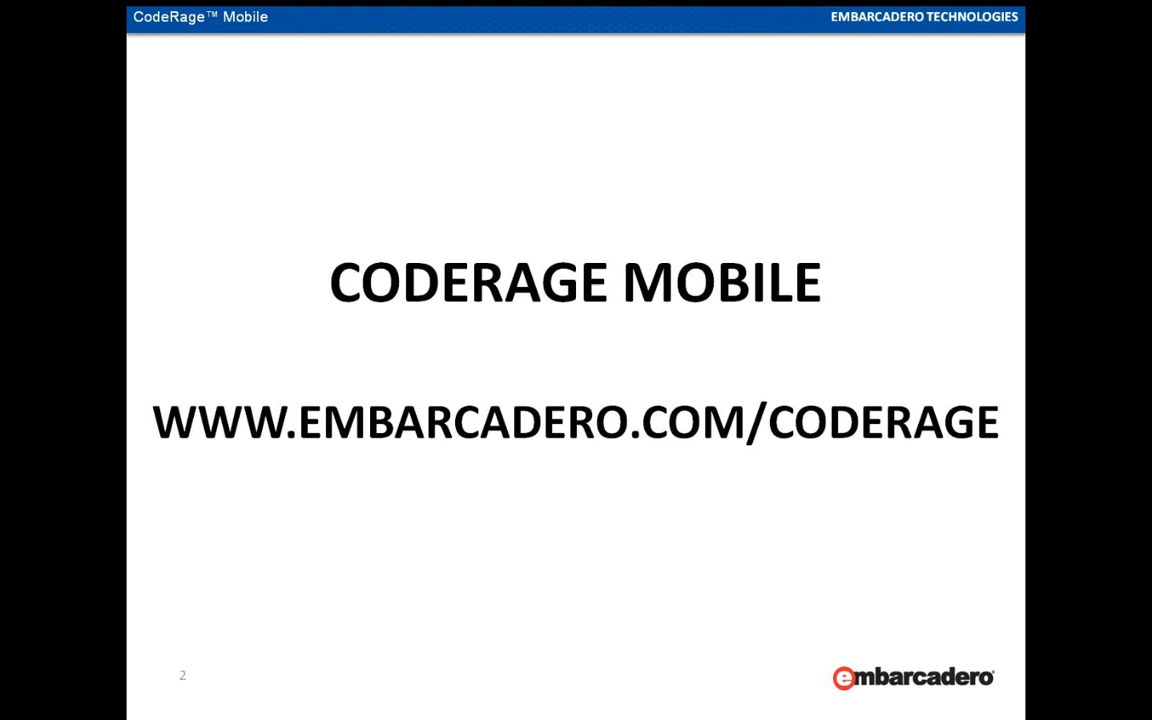 CodeRage™ Mobile
EMBARCADERO TECHNOLOGIES
CODERAGE MOBILE
WWW.EMBARCADERO.COM/CODERAGE
2
embarcadero